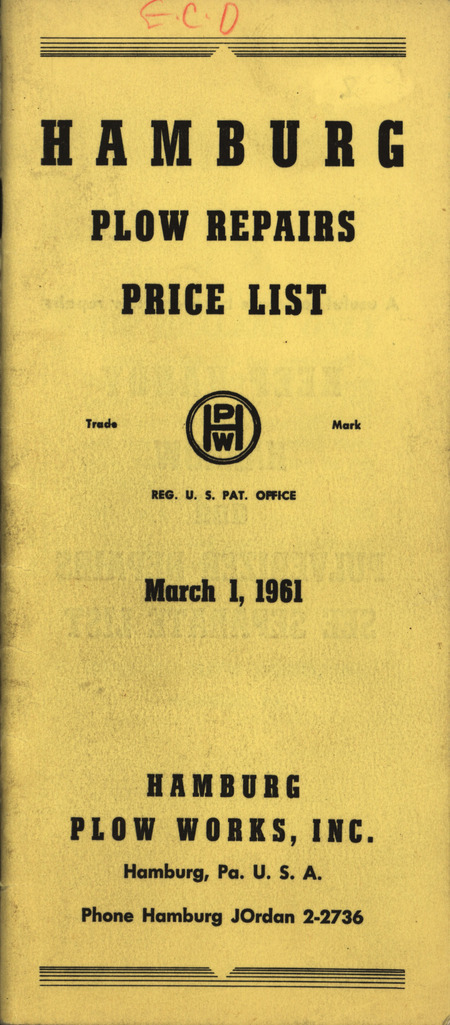 E.C.D
HAMBURG
PLOW REPAIRS
PRICE LIST
Trade HPW Mark
REG. U. S. PAT. OFFICE
March 1, 1961
HAMBURG
PLOW WORKS, INC.
Hamburg, Pa. U. S. A.
Phone Hamburg JOrdan 2-2736